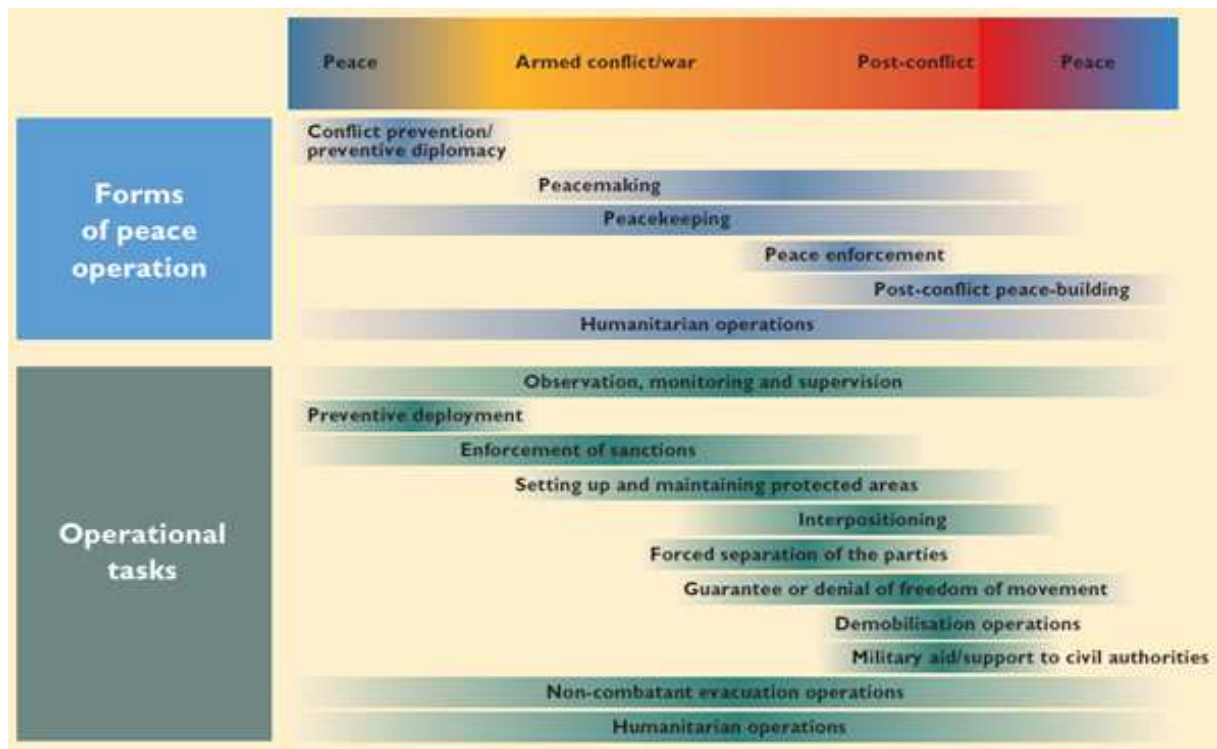 Peace
Armed conflict/war
Post-conflict
Peace
Forms
of peace
operation
Conflict prevention/
preventive diplomacy
Peacemaking
Peacekeeping
Peace enforcement
Post-conflict peace-building
Humanitarian operations
Operational
tasks
Observation, monitoring and supervision
Preventive deployment
Enforcement of sanctions
Setting up and maintaining protected areas
Interpositioning
Forced separation of the parties
Guarantee or denial of freedom of movement
Demobilisation operations
Military aid/support to civil authorities
Non-combatant evacuation operations
Humanitarian operations